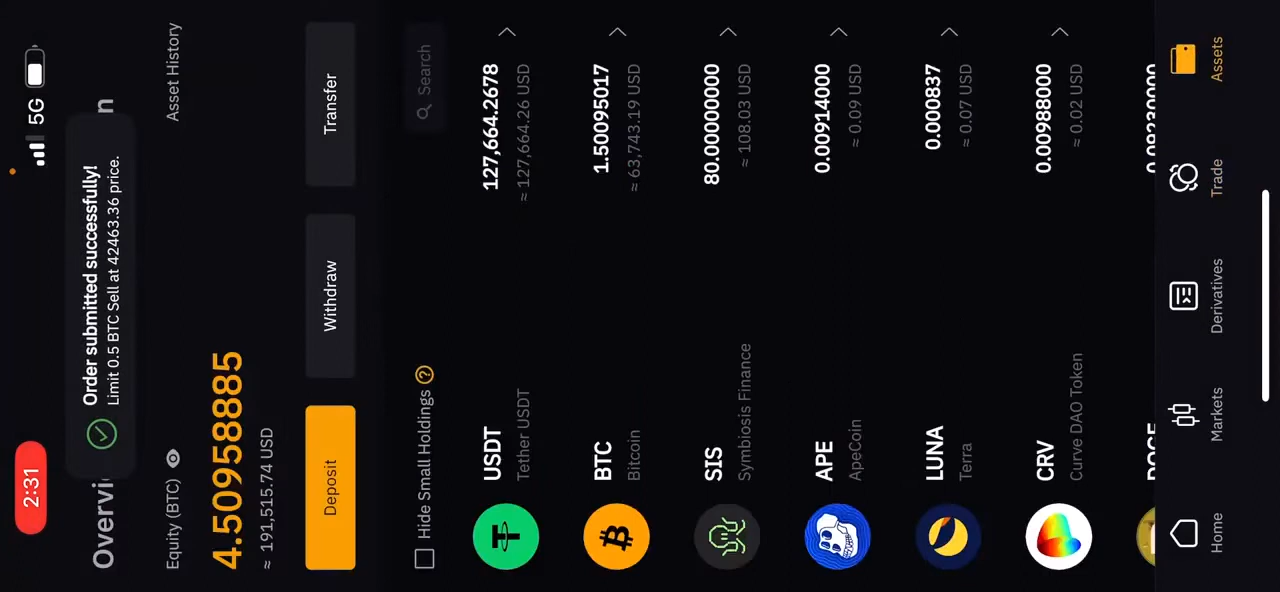 2:31
5G
Overvi
n
Order submitted successfully!
Limit 0.5 BTC Sell at 42463.36 price.
Equity (BTC)
Asset History
4.50958885
≈ 191,515.74 USD
Deposit
Withdraw
Transfer
Hide Small Holdings ?
Search
USDT
127,664.2678
Tether USDT
≈ 127,664.26 USD
BTC
1.50095017
Bitcoin
≈ 63,743.19 USD
SIS
80.00000000
Symbiosis Finance
≈ 108.03 USD
APE
0.00914000
ApeCoin
≈ 0.09 USD
LUNA
0.000837
Terra
≈ 0.07 USD
CRV
0.00988000
Curve DAO Token
≈ 0.02 USD
Home
Markets
Derivatives
Trade
Assets